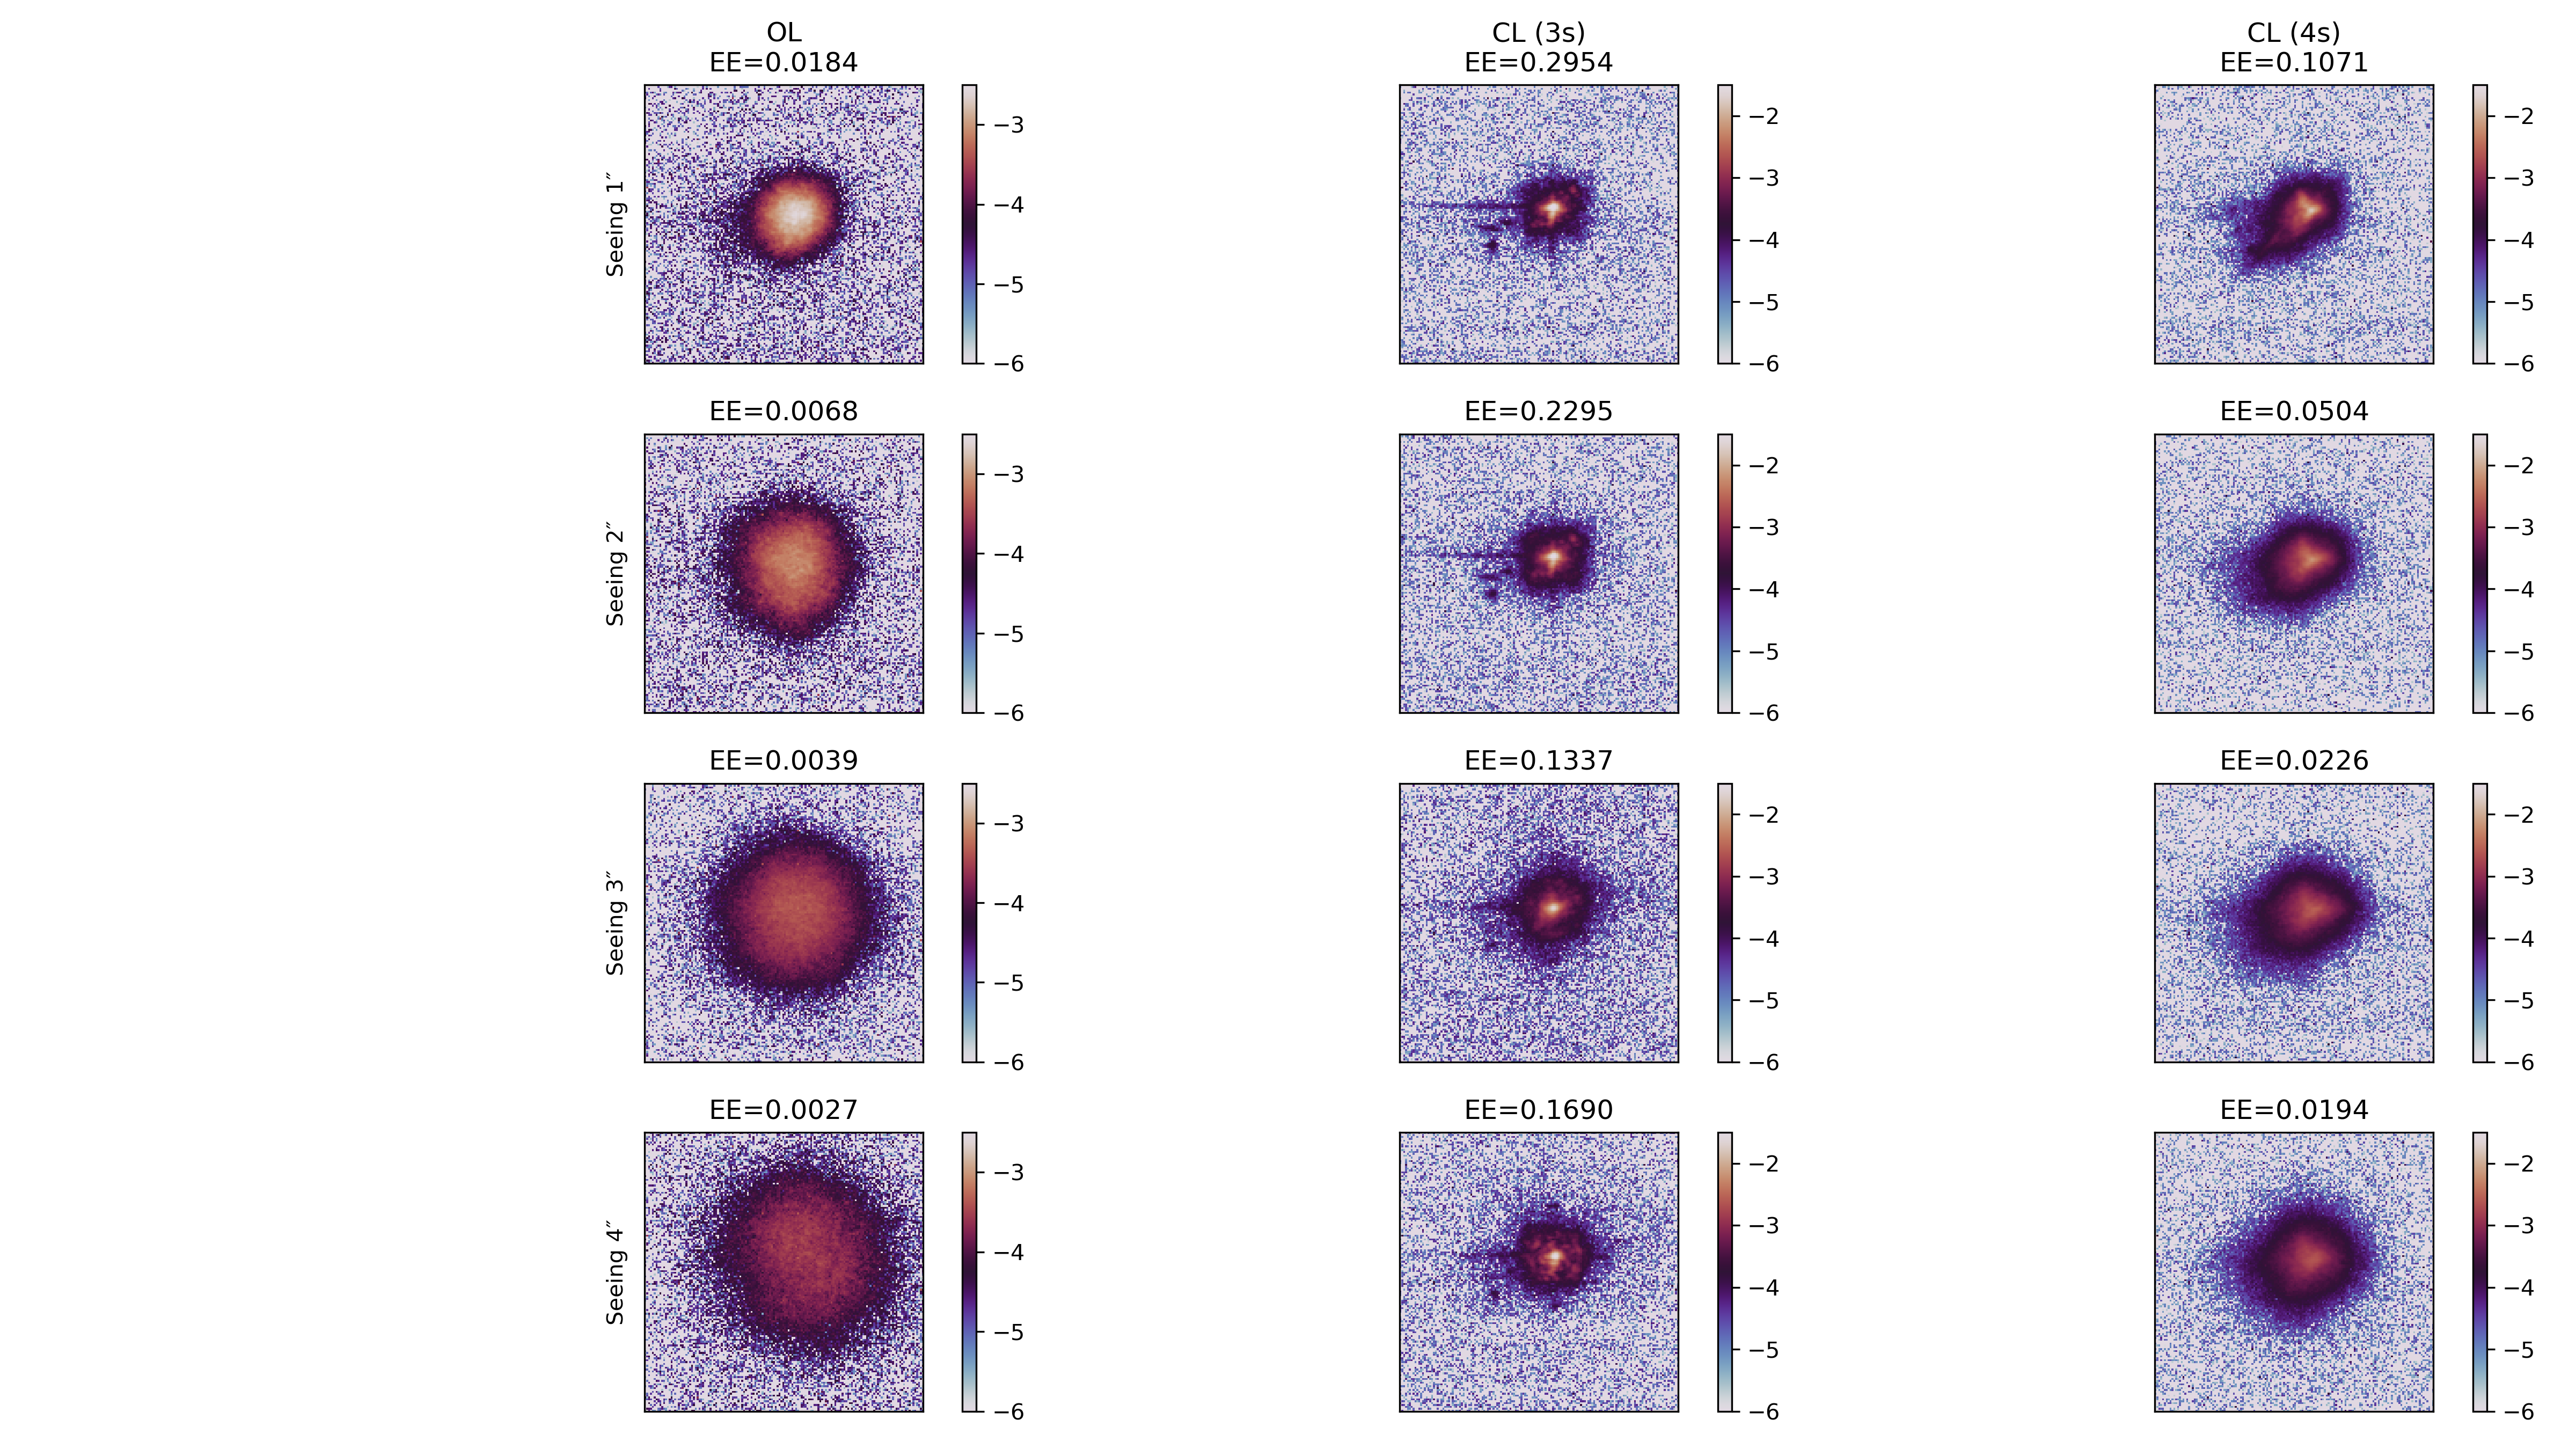 OL
EE=0.0184
CL (3s)
EE=0.2954
CL (4s)
EE=0.1071
Seeing 1″
−3
−4
−5
−6
−2
−3
−4
−5
−6
−2
−3
−4
−5
−6
EE=0.0068
EE=0.2295
EE=0.0504
Seeing 2″
−3
−4
−5
−6
−2
−3
−4
−5
−6
−2
−3
−4
−5
−6
EE=0.0039
EE=0.1337
EE=0.0226
Seeing 3″
−3
−4
−5
−6
−2
−3
−4
−5
−6
−2
−3
−4
−5
−6
EE=0.0027
EE=0.1690
EE=0.0194
Seeing 4″
−3
−4
−5
−6
−2
−3
−4
−5
−6
−2
−3
−4
−5
−6